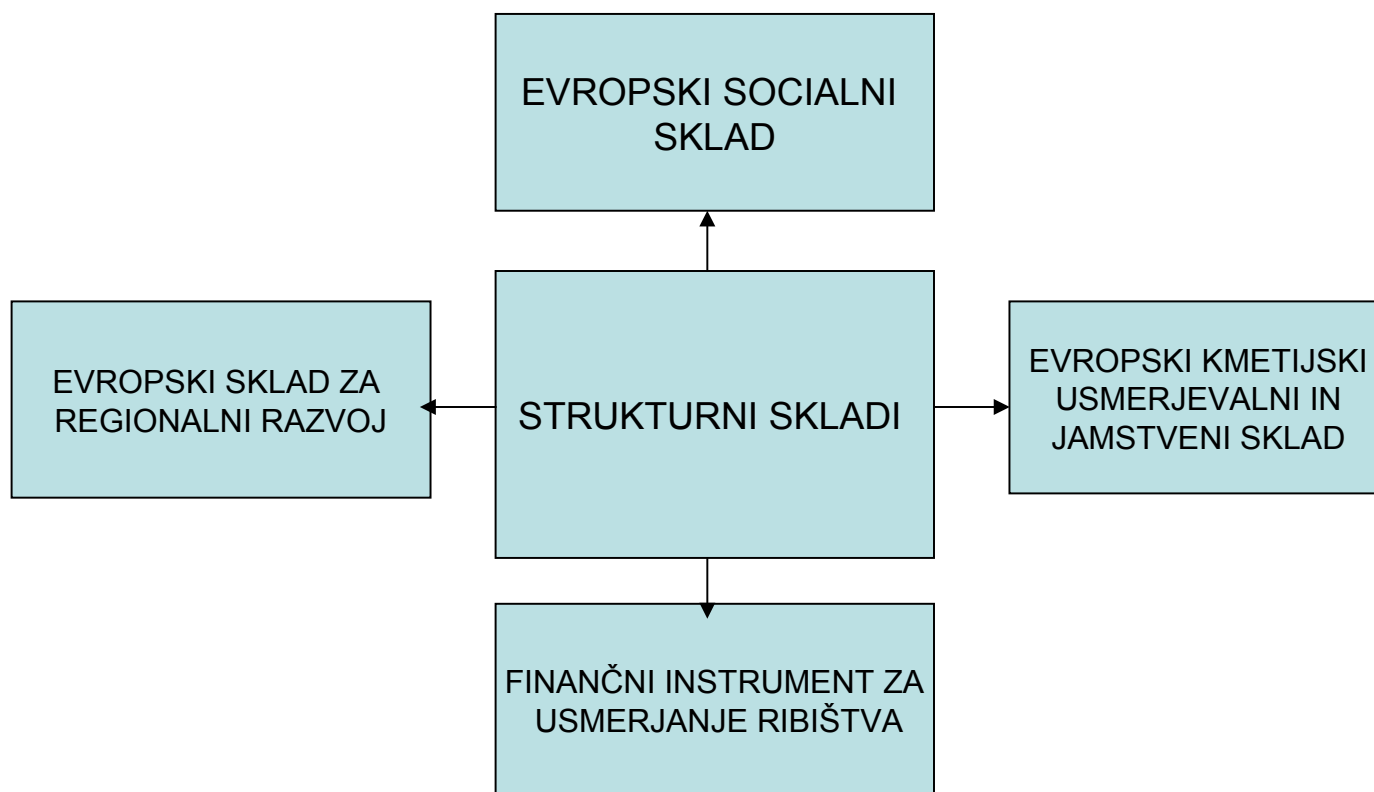 EVROPSKI SOCIALNI
SKLAD
EVROPSKI SKLAD ZA
REGIONALNI RAZVOJ
STRUKTURNI SKLADI
EVROPSKI KMETIJSKI
USMERJEVALNI IN
JAMSTVENI SKLAD
FINANČNI INSTRUMENT ZA
USMERJANJE RIBIŠTVA